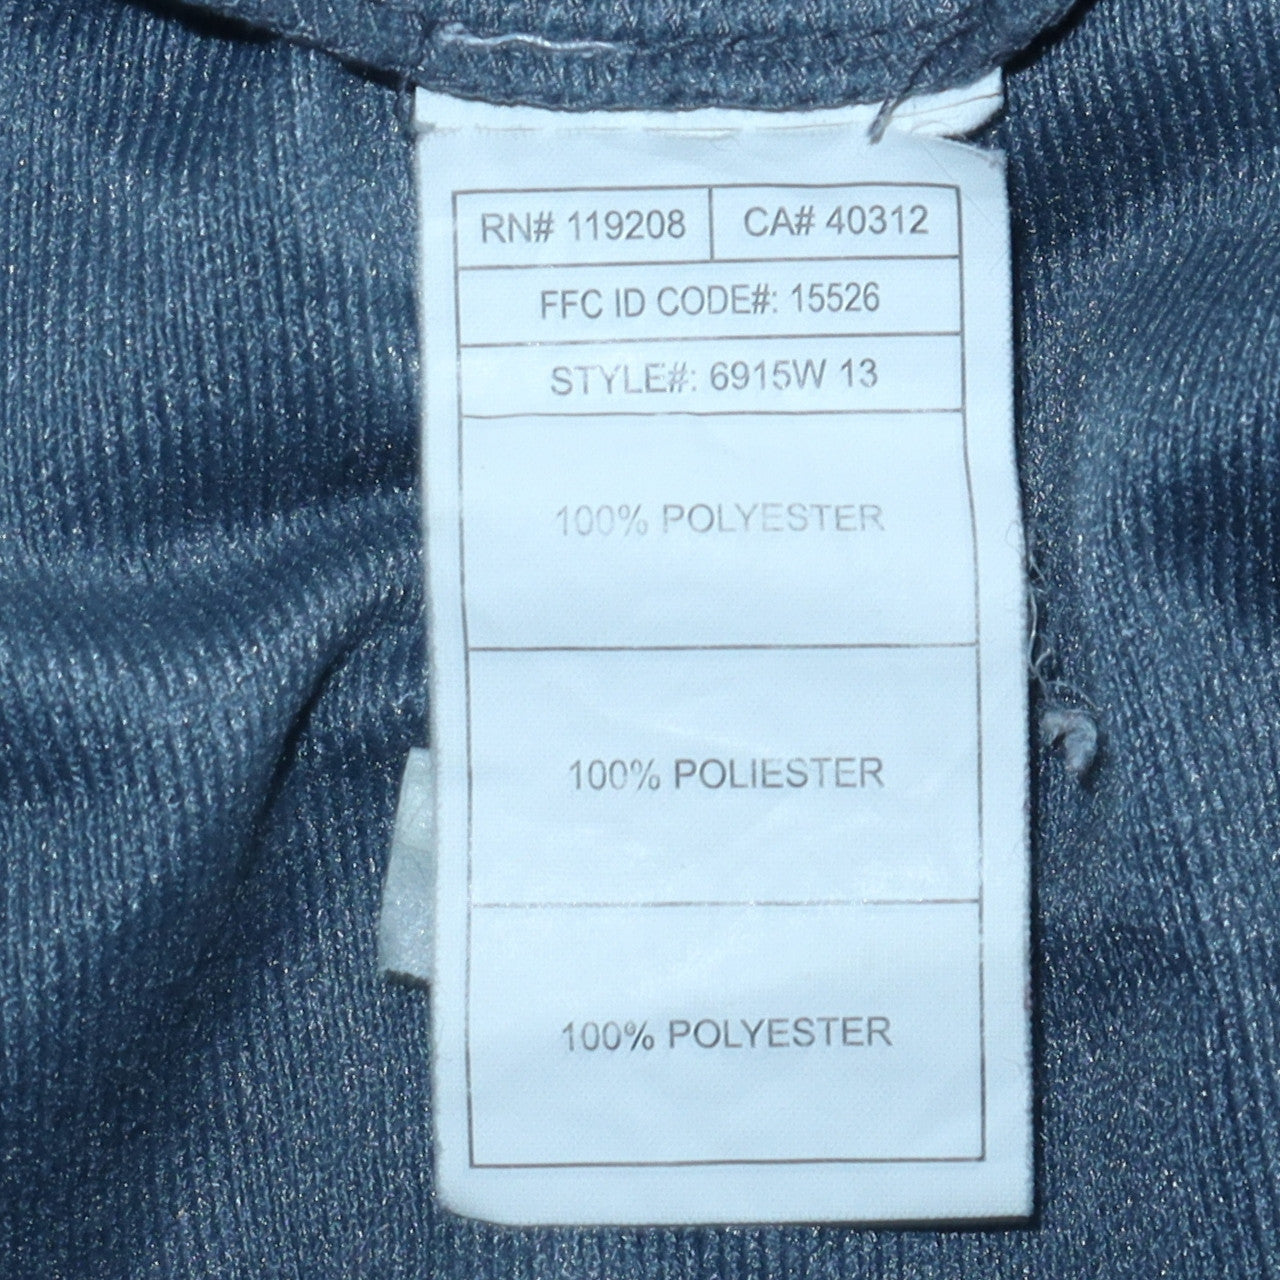 RN# 119208 CA# 40312
FFC ID CODE#: 15526
STYLE#: 6915W 13
100% POLYESTER
100% POLIESTER
100% POLYESTER